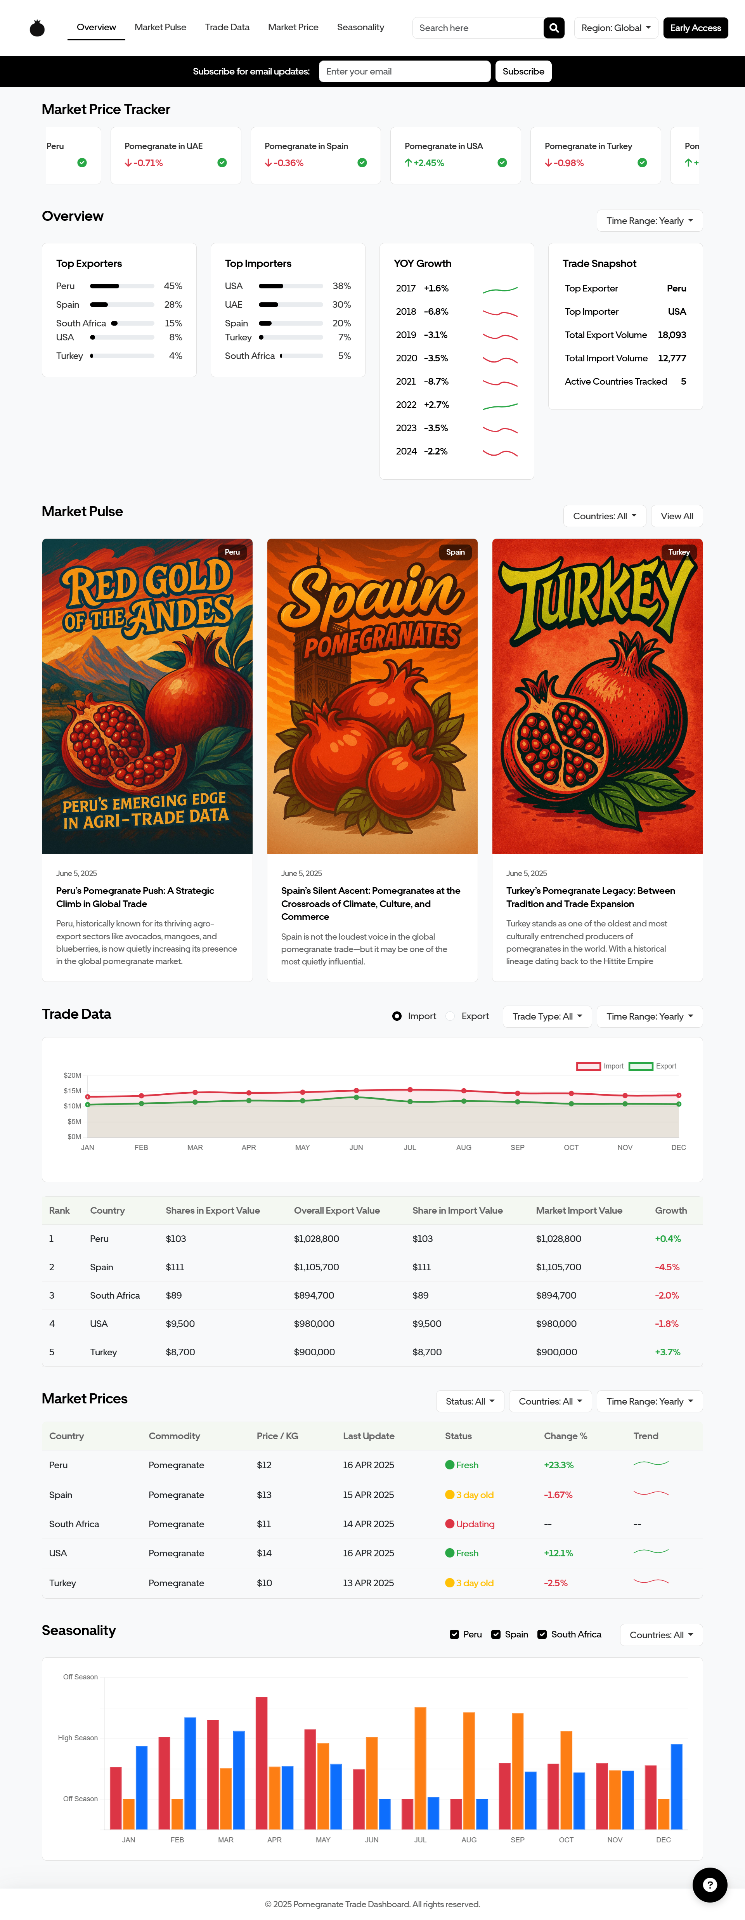 Overview Market Pulse Trade Data Market Price Seasonality Search here Region: Global Early Access
Subscribe for email updates: Enter your email Subscribe
Market Price Tracker
Peru Pomegranate in UAE Pomegranate in Spain Pomegranate in USA Pomegranate in Turkey Pon
-0.71% -0.36% +2.45% -0.98% +
Overview Time Range: Yearly
Top Exporters
Peru 45%
Spain 28%
South Africa 15%
USA 8%
Turkey 4%
Top Importers
USA 38%
UAE 30%
Spain 20%
Turkey 7%
South Africa 5%
YOY Growth
2017 +1.6%
2018 -6.8%
2019 -3.1%
2020 -3.5%
2021 -8.7%
2022 +2.7%
2023 -3.5%
2024 -2.2%
Trade Snapshot
Top Exporter Peru
Top Importer USA
Total Export Volume 18,093
Total Import Volume 12,777
Active Countries Tracked 5
Market Pulse Countries: All View All
Peru
RED GOLD
OF THE ANDES
PERU'S EMERGING EDGE
IN AGRI-TRADE DATA
June 5, 2025
Peru's Pomegranate Push: A Strategic
Climb in Global Trade
Peru, historically known for its thriving agro-
export sectors like avocados, mangoes, and
blueberries, is now quietly increasing its presence
in the global pomegranate market.
Spain
Spain
POMEGRANATES
June 5, 2025
Spain's Silent Ascent: Pomegranates at the
Crossroads of Climate, Culture, and
Commerce
Spain is not the loudest voice in the global
pomegranate trade—but it may be one of the
most quietly influential.
Turkey
TURKEY
June 5, 2025
Turkey's Pomegranate Legacy: Between
Tradition and Trade Expansion
Turkey stands as one of the oldest and most
culturally entrenched producers of
pomegranates in the world. With a historical
lineage dating back to the Hittite Empire
Trade Data Import Export Trade Type: All Time Range: Yearly
Import Export
$20M
$15M
$10M
$5M
$0M
JAN FEB MAR APR MAY JUN JUL AUG SEP OCT NOV DEC
Rank Country Shares in Export Value Overall Export Value Share in Import Value Market Import Value Growth
1 Peru $103 $1,028,800 $103 $1,028,800 +0.4%
2 Spain $111 $1,105,700 $111 $1,105,700 -4.5%
3 South Africa $89 $894,700 $89 $894,700 -2.0%
4 USA $9,500 $980,000 $9,500 $980,000 -1.8%
5 Turkey $8,700 $900,000 $8,700 $900,000 +3.7%
Market Prices Status: All Countries: All Time Range: Yearly
Country Commodity Price / KG Last Update Status Change % Trend
Peru Pomegranate $12 16 APR 2025 Fresh +23.3%
Spain Pomegranate $13 15 APR 2025 3 day old -1.67%
South Africa Pomegranate $11 14 APR 2025 Updating -- --
USA Pomegranate $14 16 APR 2025 Fresh +12.1%
Turkey Pomegranate $10 13 APR 2025 3 day old -2.5%
Seasonality Peru Spain South Africa Countries: All
Off Season
High Season
Off Season
JAN FEB MAR APR MAY JUN JUL AUG SEP OCT NOV DEC
© 2025 Pomegranate Trade Dashboard. All rights reserved.